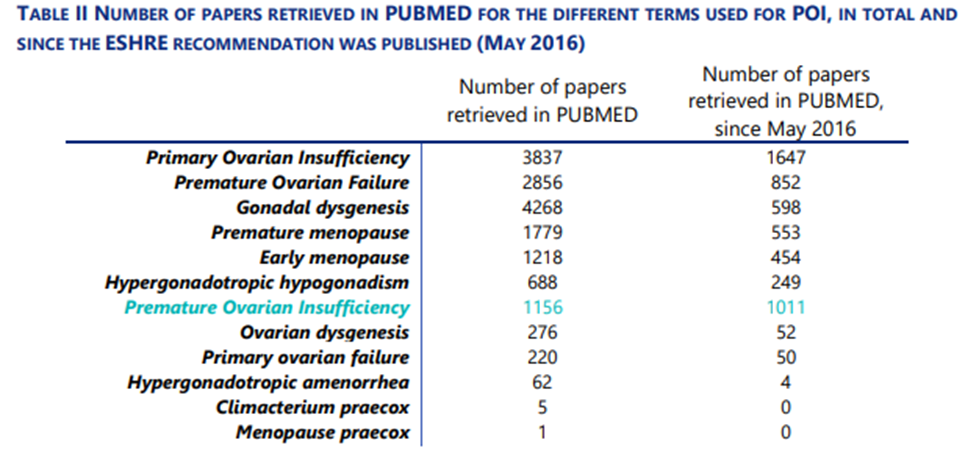 TABLE II NUMBER OF PAPERS RETRIEVED IN PUBMED FOR THE DIFFERENT TERMS USED FOR POI, IN TOTAL AND
SINCE THE ESHRE RECOMMENDATION WAS PUBLISHED (MAY 2016)
Number of papers
retrieved in PUBMED
Number of papers
retrieved in PUBMED,
since May 2016
Primary Ovarian Insufficiency 3837 1647
Premature Ovarian Failure 2856 852
Gonadal dysgenesis 4268 598
Premature menopause 1779 553
Early menopause 1218 454
Hypergonadotropic hypogonadism 688 249
Premature Ovarian Insufficiency 1156 1011
Ovarian dysgenesis 276 52
Primary ovarian failure 220 50
Hypergonadotropic amenorrhea 62 4
Climacterium praecox 5 0
Menopause praecox 1 0